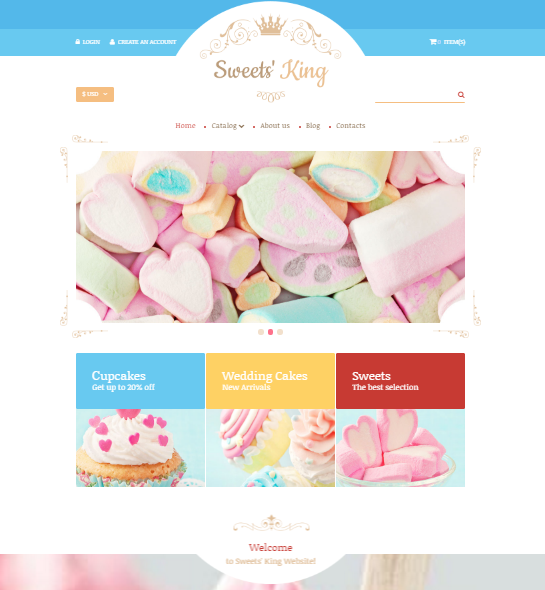 LOGIN CREATE AN ACCOUNT 0 ITEM(S)
Sweets' King
$ USD
Home Catalog About us Blog Contacts
Cupcakes
Get up to 20% off
Wedding Cakes
New Arrivals
Sweets
The best selection
Welcome
to Sweets' King Website!